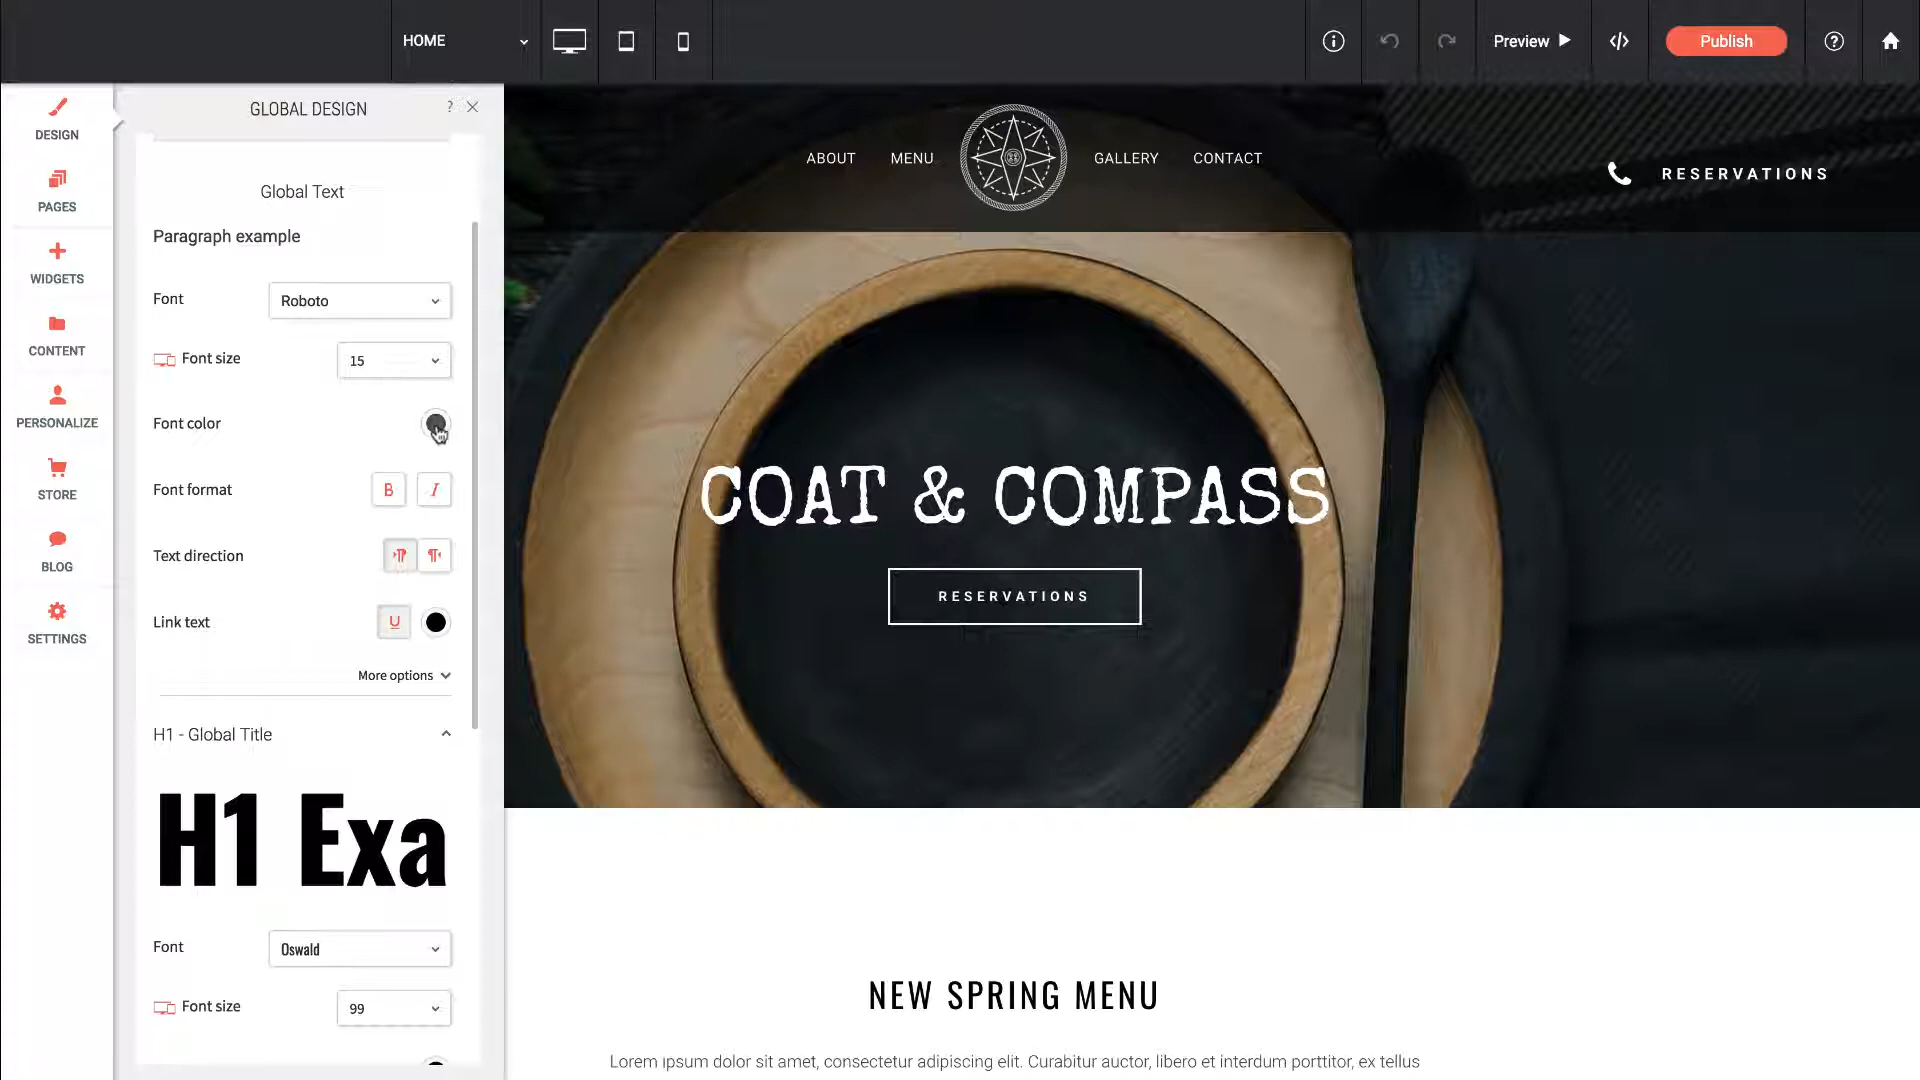 HOME
Preview
Publish
DESIGN
PAGES
WIDGETS
CONTENT
PERSONALIZE
STORE
BLOG
SETTINGS
GLOBAL DESIGN
?
Global Text
Paragraph example
Font
Roboto
Font size
15
Font color
Font format
B
I
Text direction
Link text
U
More options
H1 - Global Title
H1 Exa
Font
Oswald
Font size
99
ABOUT
MENU
GALLERY
CONTACT
RESERVATIONS
COAT & COMPASS
RESERVATIONS
NEW SPRING MENU
Lorem ipsum dolor sit amet, consectetur adipiscing elit. Curabitur auctor, libero et interdum porttitor, ex tellus